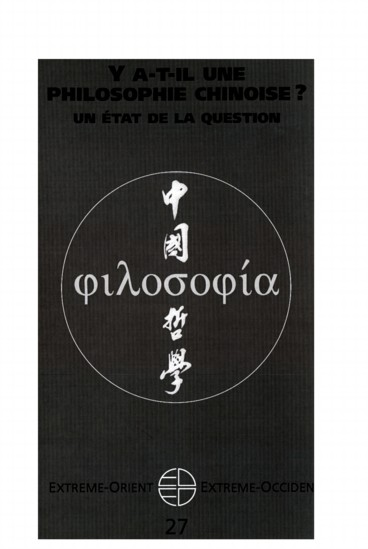 Y A-T-IL UNE
PHILOSOPHIE CHINOISE ?
UN ÉTAT DE LA QUESTION
中
國
φιλοσοφία
哲
學
EXTREME-ORIENT EXTREME-OCCIDEN
27